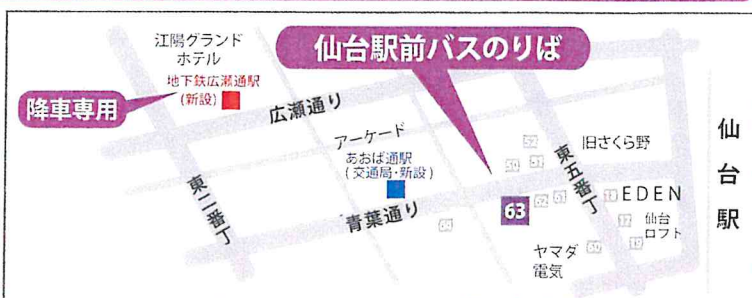 江陽グランド
ホテル
地下鉄広瀬通駅
(新設)
降車専用
仙台駅前バスのりば
広瀬通り
アーケード
あおば通駅
(交通局・新設)
東二番丁
青葉通り
63
東五番丁
旧さくら野
EDEN
仙台
ロフト
ヤマダ
電気
仙台駅